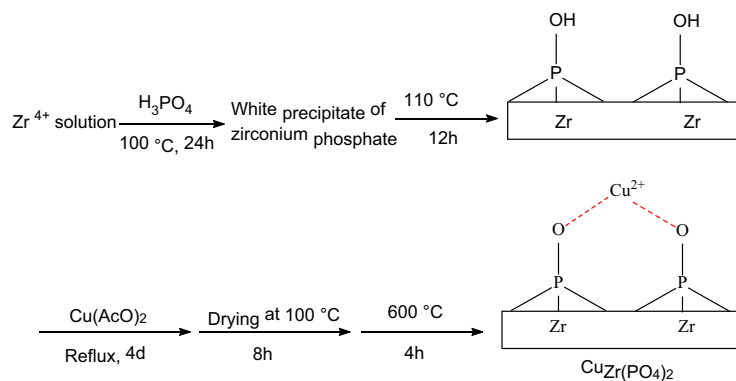 OH OH
P P
Zr Zr
Zr 4+ solution
H3PO4
100 °C, 24h
White precipitate of
zirconium phosphate
110 °C
12h
Cu2+
O O
P P
Zr Zr
Cu(AcO)2
Reflux, 4d
Drying at 100 °C
8h
600 °C
4h
CuZr(PO4)2